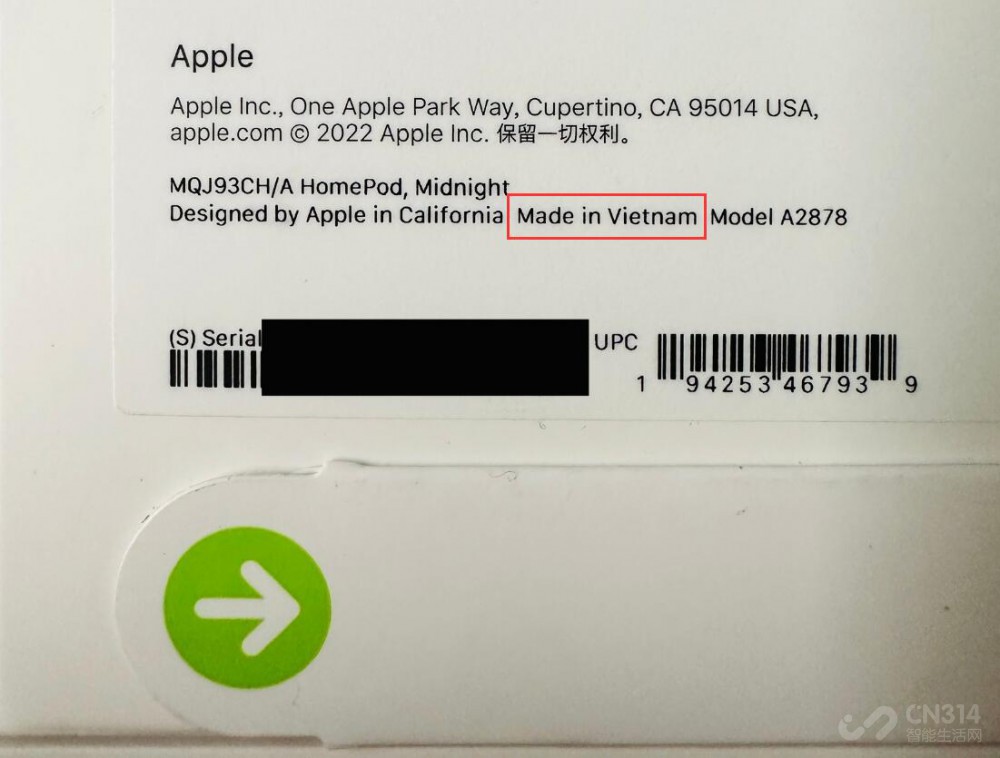 Apple
Apple Inc., One Apple Park Way, Cupertino, CA 95014 USA,
apple.com © 2022 Apple Inc. 保留一切权利。
MQJ93CH/A HomePod, Midnight
Designed by Apple in California Made in Vietnam Model A2878
(S) Serial
UPC
1 94253 46793 9
CN314
智能生活网